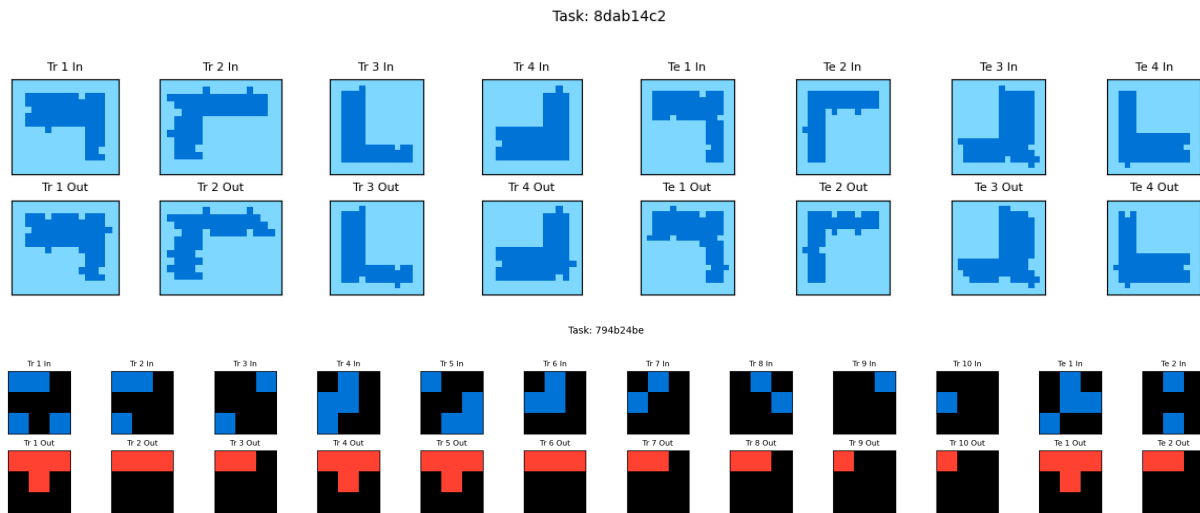 Task: 8dab14c2
Tr 1 In Tr 2 In Tr 3 In Tr 4 In Te 1 In Te 2 In Te 3 In Te 4 In
Tr 1 Out Tr 2 Out Tr 3 Out Tr 4 Out Te 1 Out Te 2 Out Te 3 Out Te 4 Out
Task: 794b24be
Tr 1 In Tr 2 In Tr 3 In Tr 4 In Tr 5 In Tr 6 In Tr 7 In Tr 8 In Tr 9 In Tr 10 In Te 1 In Te 2 In
Tr 1 Out Tr 2 Out Tr 3 Out Tr 4 Out Tr 5 Out Tr 6 Out Tr 7 Out Tr 8 Out Tr 9 Out Tr 10 Out Te 1 Out Te 2 Out